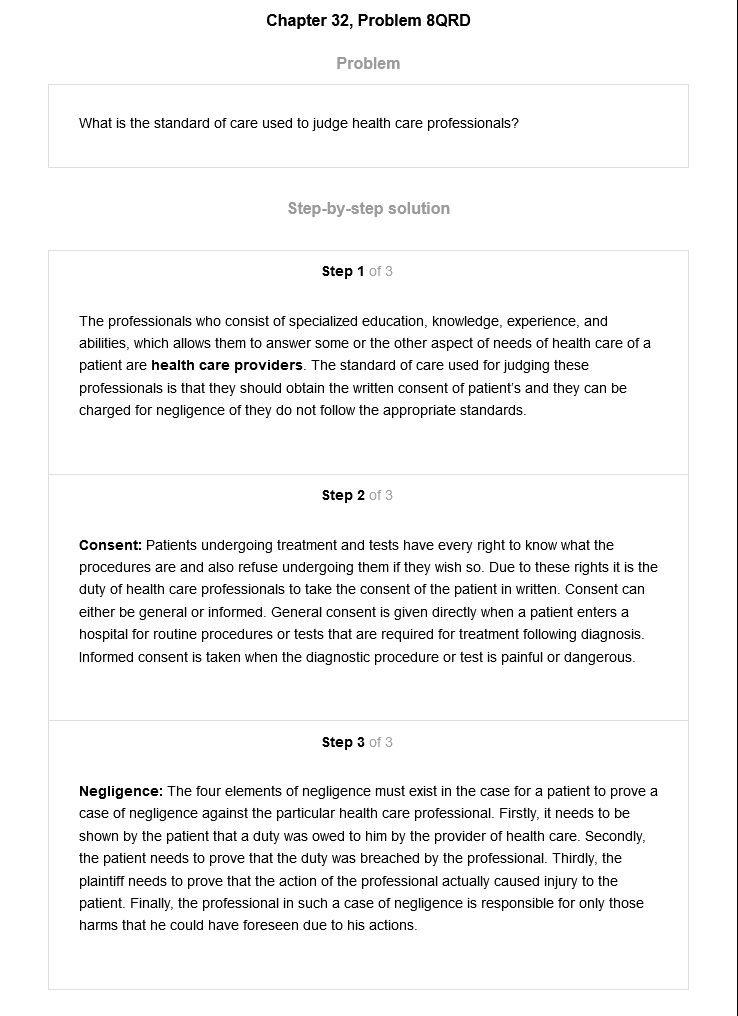 Chapter 32, Problem 8QRD
Problem
What is the standard of care used to judge health care professionals?
Step-by-step solution
Step 1 of 3
The professionals who consist of specialized education, knowledge, experience, and
abilities, which allows them to answer some or the other aspect of needs of health care of a
patient are health care providers. The standard of care used for judging these
professionals is that they should obtain the written consent of patient's and they can be
charged for negligence of they do not follow the appropriate standards.
Step 2 of 3
Consent: Patients undergoing treatment and tests have every right to know what the
procedures are and also refuse undergoing them if they wish so. Due to these rights it is the
duty of health care professionals to take the consent of the patient in written. Consent can
either be general or informed. General consent is given directly when a patient enters a
hospital for routine procedures or tests that are required for treatment following diagnosis.
Informed consent is taken when the diagnostic procedure or test is painful or dangerous.
Step 3 of 3
Negligence: The four elements of negligence must exist in the case for a patient to prove a
case of negligence against the particular health care professional. Firstly, it needs to be
shown by the patient that a duty was owed to him by the provider of health care. Secondly,
the patient needs to prove that the duty was breached by the professional. Thirdly, the
plaintiff needs to prove that the action of the professional actually caused injury to the
patient. Finally, the professional in such a case of negligence is responsible for only those
harms that he could have foreseen due to his actions.